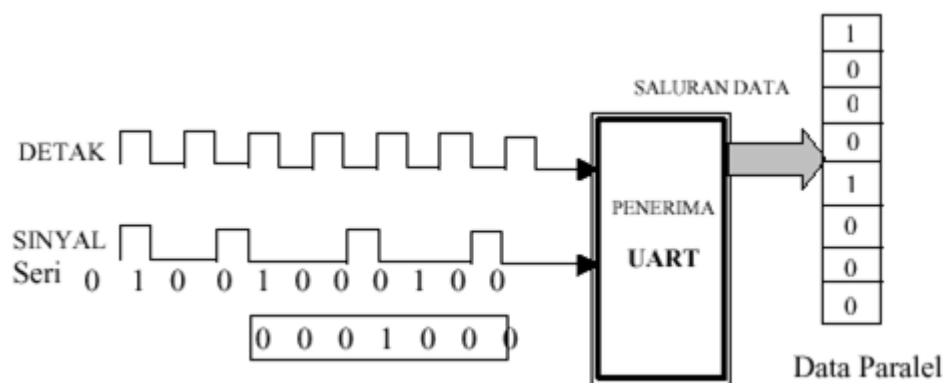 1
0
SALURAN DATA
0
0
DETAK
1
PENERIMA
0
SINYAL
UART
0
Seri 0 1 0 0 1 0 0 0 1 0 0
0
0 0 0 1 0 0 0
Data Paralel